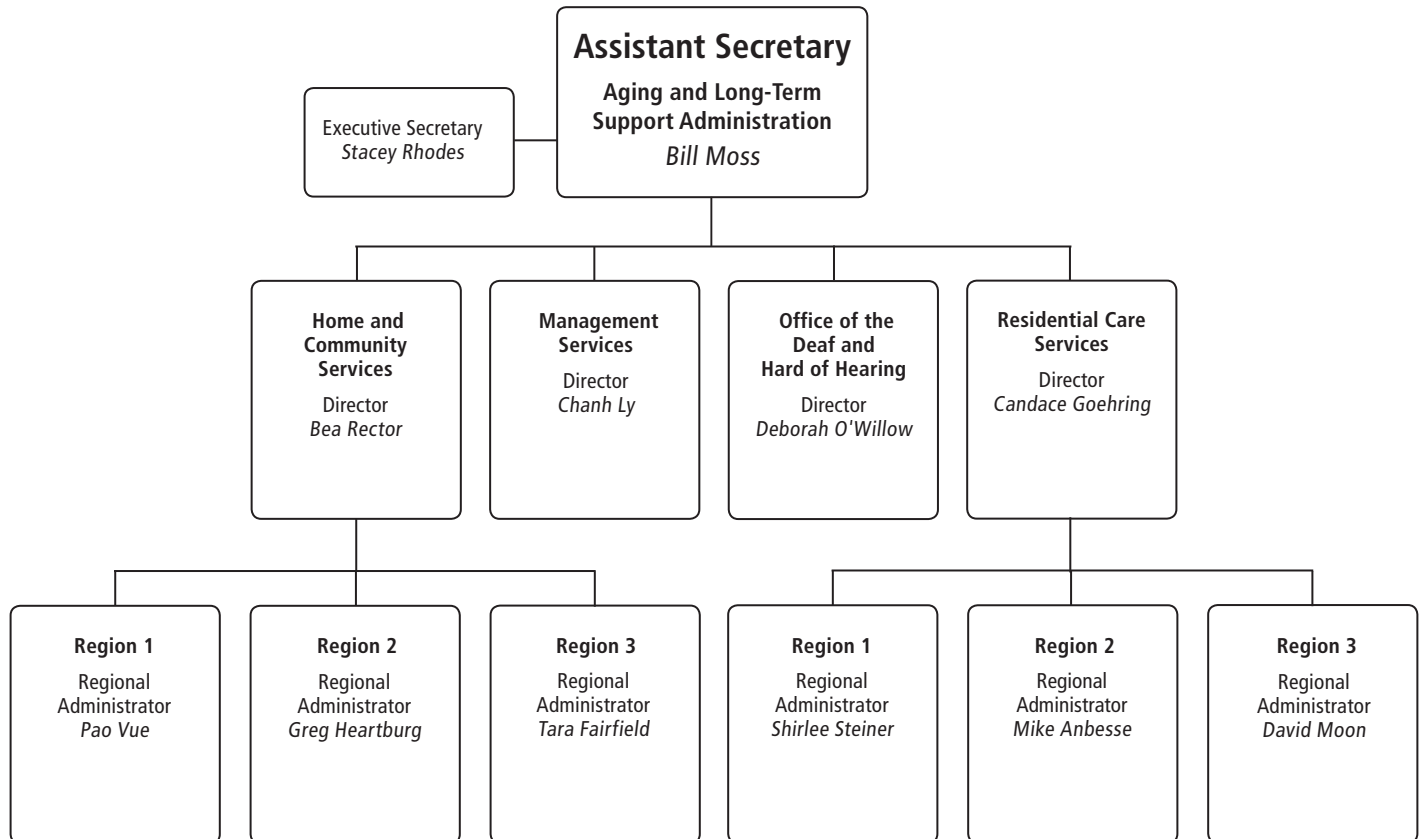 Assistant Secretary
Aging and Long-Term
Support Administration
Bill Moss
Executive Secretary
Stacey Rhodes
Home and
Community
Services
Director
Bea Rector
Management
Services
Director
Chanh Ly
Office of the
Deaf and
Hard of Hearing
Director
Deborah O'Willow
Residential Care
Services
Director
Candace Goehring
Region 1
Regional
Administrator
Pao Vue
Region 2
Regional
Administrator
Greg Heartburg
Region 3
Regional
Administrator
Tara Fairfield
Region 1
Regional
Administrator
Shirlee Steiner
Region 2
Regional
Administrator
Mike Anbesse
Region 3
Regional
Administrator
David Moon